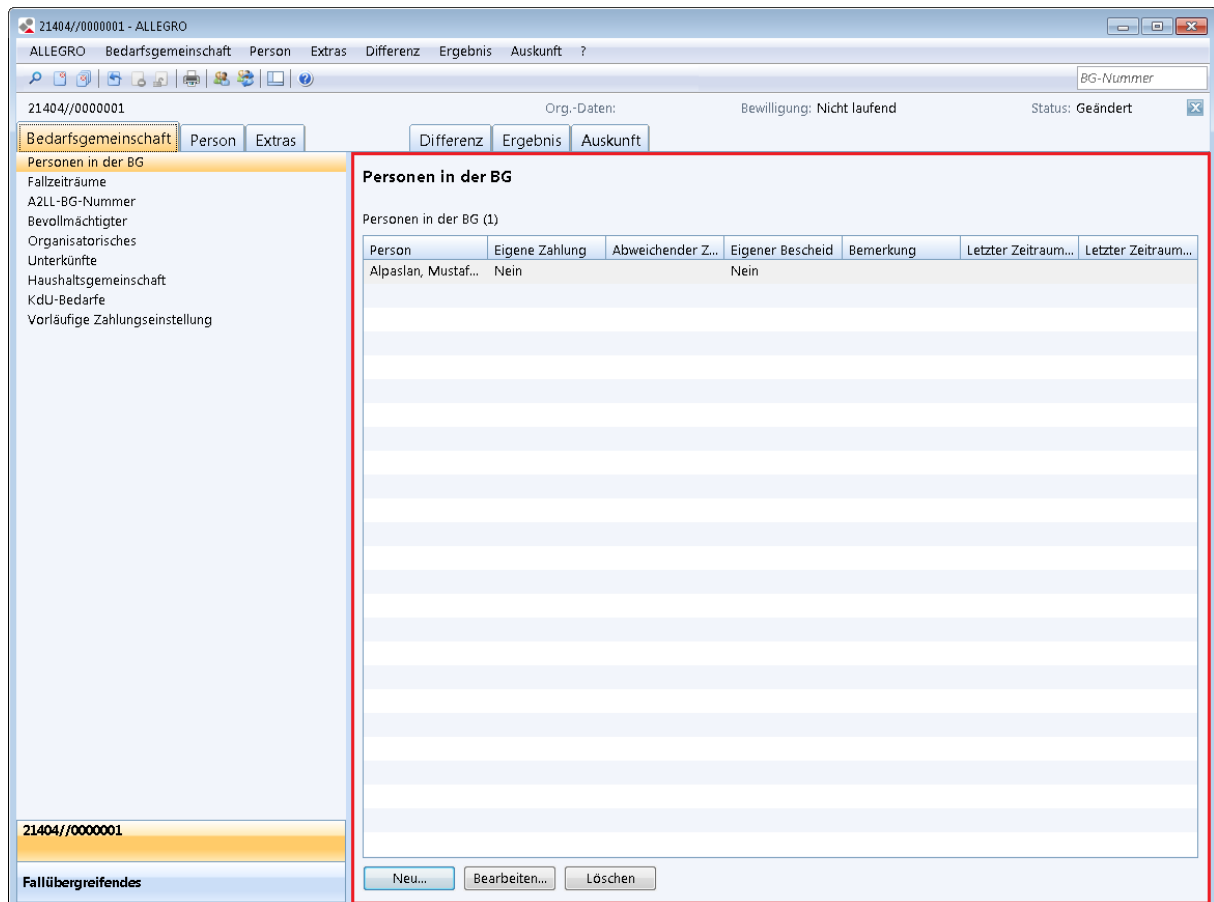 21404//0000001 - ALLEGRO
ALLEGRO Bedarfsgemeinschaft Person Extras Differenz Ergebnis Auskunft ?
BG-Nummer
21404//0000001 Org.-Daten: Bewilligung: Nicht laufend Status: Geändert
Bedarfsgemeinschaft Person Extras Differenz Ergebnis Auskunft
Personen in der BG
Fallzeiträume
A2LL-BG-Nummer
Bevollmächtigter
Organisatorisches
Unterkünfte
Haushaltsgemeinschaft
KdU-Bedarfe
Vorläufige Zahlungseinstellung
21404//0000001
Fallübergreifendes
Personen in der BG
Personen in der BG (1)
Person Eigene Zahlung Abweichender Z... Eigener Bescheid Bemerkung Letzter Zeitraum... Letzter Zeitraum...
Alpaslan, Mustaf... Nein Nein
Neu... Bearbeiten... Löschen